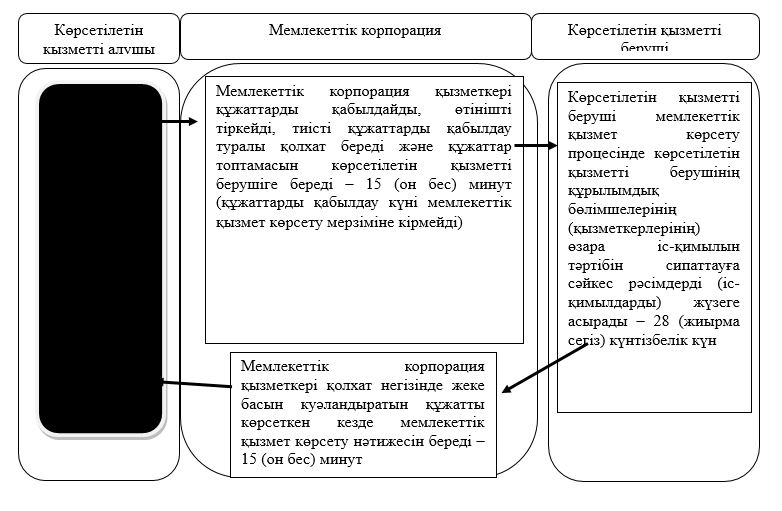 Көрсетілетін
қызметті алушы
Мемлекеттік корпорация
Көрсетілетін қызметті
беруші
Мемлекеттік корпорация қызметкері
құжаттарды қабылдайды, өтінішті
тіркейді, тиісті құжаттарды қабылдау
туралы қолхат береді және құжаттар
топтамасын көрсетілетін қызметті
берушіге береді – 15 (он бес) минут
(құжаттарды қабылдау күні мемлекеттік
қызмет көрсету мерзіміне кірмейді)
Көрсетілетін қызметті
беруші мемлекеттік
қызмет көрсету
процесінде көрсетілетін
қызметті берушінің
құрылымдық
бөлімшелерінің
(қызметкерлерінің)
өзара іс-қимылын
тәртібін сипаттауға
сәйкес рәсімдерді (іс-
қимылдарды) жүзеге
асырады – 28 (жиырма
сегіз) күнтізбелік күн
Мемлекеттік корпорация
қызметкері қолхат негізінде жеке
басын куәландыратын құжатты
көрсеткен кезде мемлекеттік
қызмет көрсету нәтижесін береді –
15 (он бес) минут